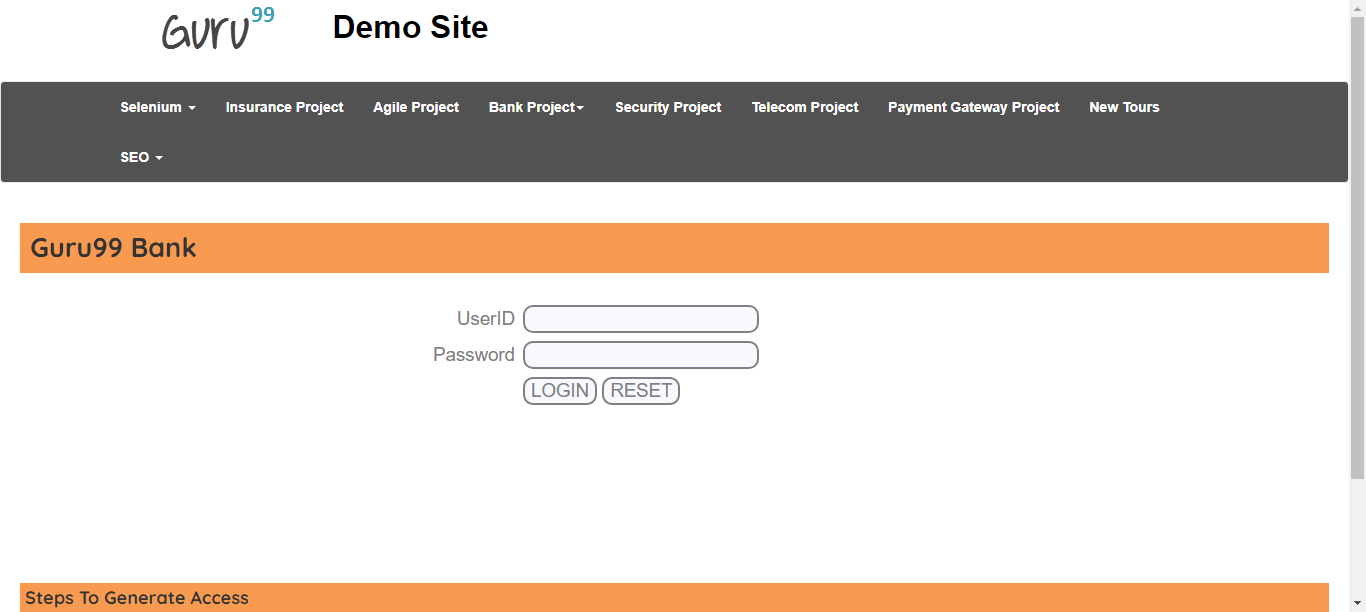 Guru99 Demo Site
Selenium Insurance Project Agile Project Bank Project Security Project Telecom Project Payment Gateway Project New Tours
SEO
Guru99 Bank
UserID
Password
LOGIN RESET
Steps To Generate Access